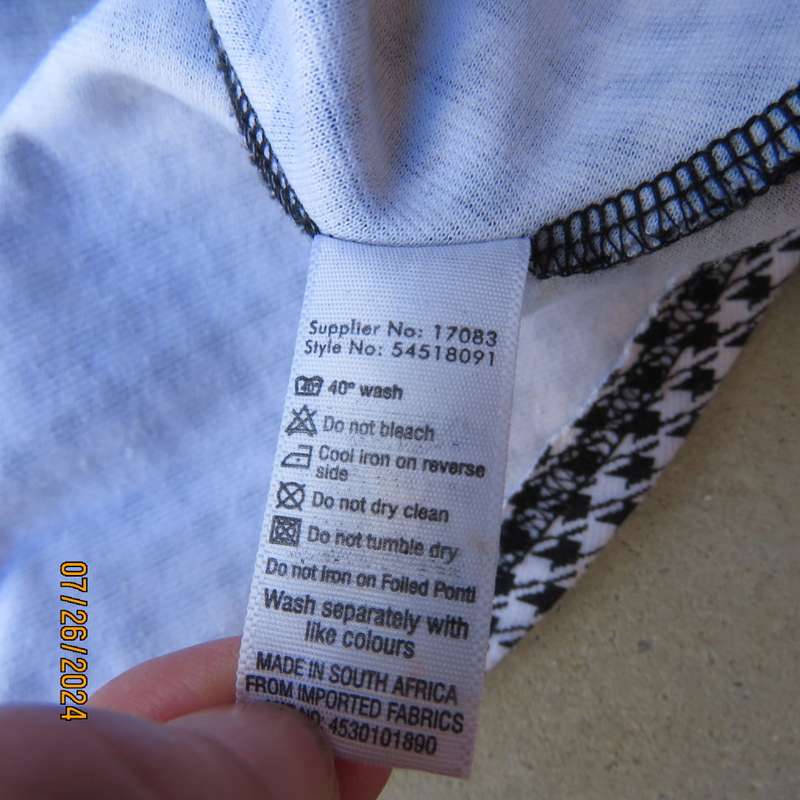 Supplier No: 17083
Style No: 54518091
40 40° wash
Do not bleach
Cool iron on reverse
side
Do not dry clean
Do not tumble dry
Do not iron on Foiled Ponti
Wash separately with
like colours
MADE IN SOUTH AFRICA
FROM IMPORTED FABRICS
NO: 4530101890
07/26/2024